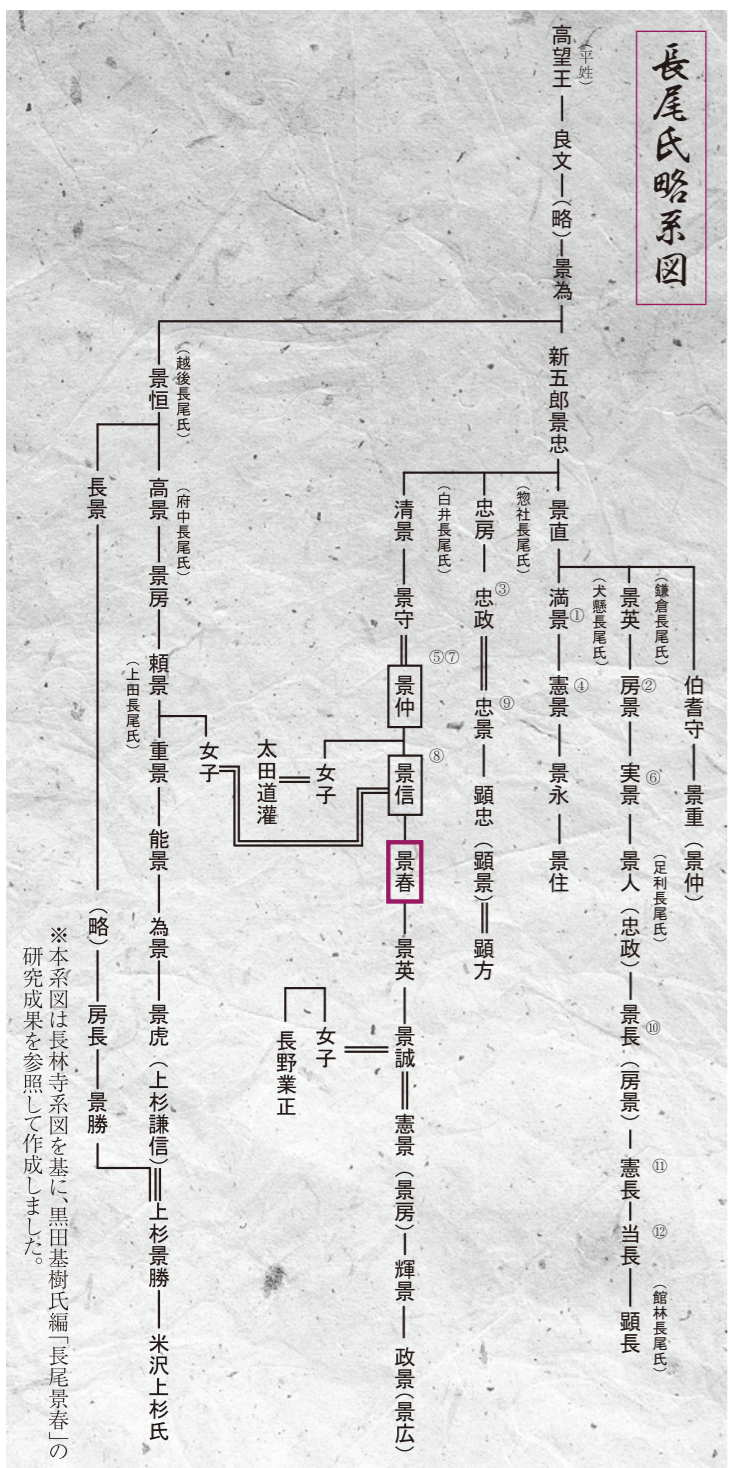 長尾氏略系図
(平姓)
高望王
良文
(略)
景為
新五郎景忠
景直
伯耆守
景重(景仲)
(鎌倉長尾氏)
景英
房景②
実景⑥
(足利長尾氏)
景人(忠政)
景長(房景)⑩
憲長⑪
当長⑫
(館林長尾氏)
顕長
(犬懸長尾氏)
満景①
憲景④
景永
景住
(惣社長尾氏)
忠房
忠政③
忠景⑨
顕忠(顕景)
顕方
(白井長尾氏)
清景
景守
景仲⑤⑦
景信⑧
景春
景英
景誠
憲景(景房)
輝景
政景(景広)
女子
太田道灌
女子
長野業正
(越後長尾氏)
景恒
(府中長尾氏)
高景
景房
頼景
女子
(上田長尾氏)
重景
能景
為景
景虎(上杉謙信)
上杉景勝
米沢上杉氏
長景
(略)
房長
景勝
※本系図は長林寺系図を基に、黒田基樹氏編「長尾景春」の
研究成果を参照して作成しました。